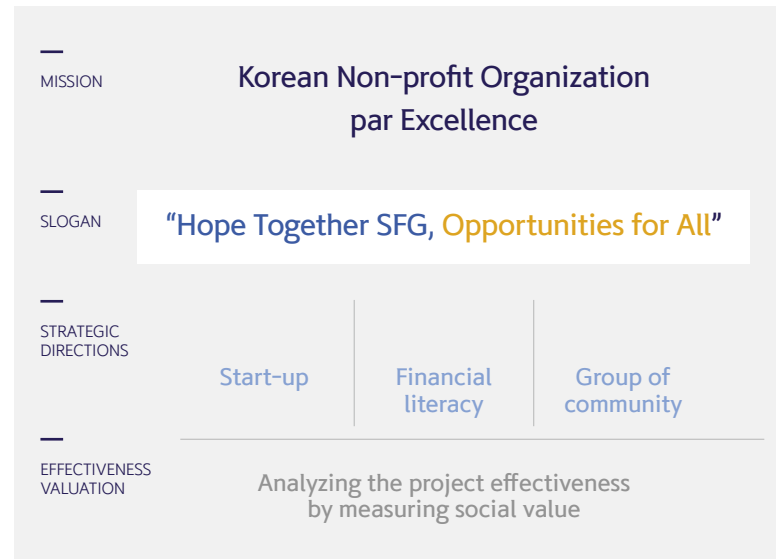 MISSION
Korean Non-profit Organization
par Excellence
SLOGAN
“Hope Together SFG, Opportunities for All”
STRATEGIC
DIRECTIONS
Start-up
Financial
literacy
Group of
community
EFFECTIVENESS
VALUATION
Analyzing the project effectiveness
by measuring social value